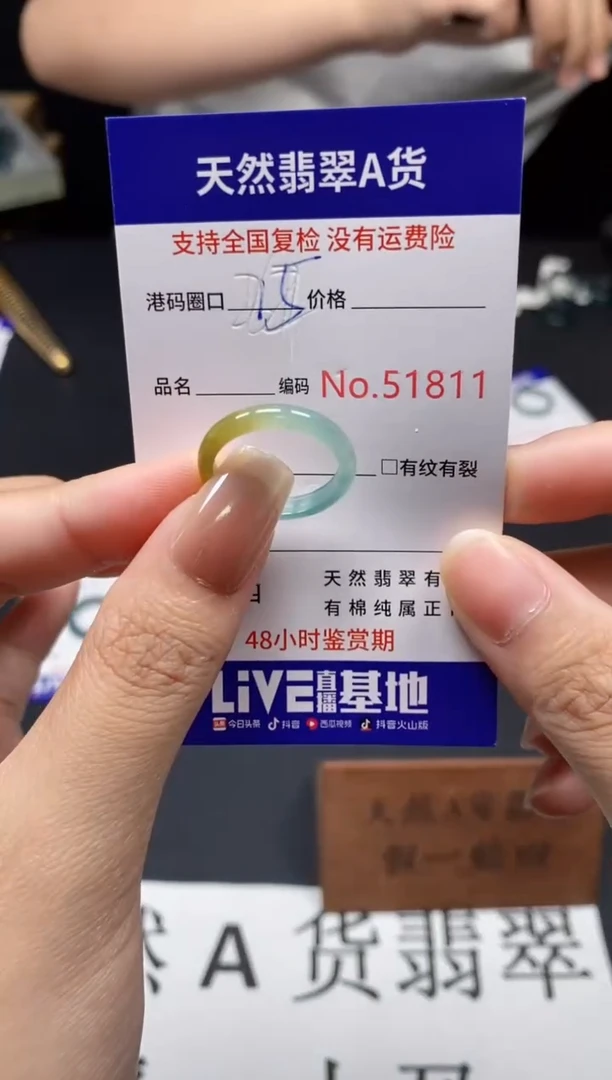 天然翡翠A货
支持全国复检 没有运费险
港码圈口 15 价格
品名 编码 No.51811
□有纹有裂
天然翡翠有
有棉纯属正
48小时鉴赏期
LiVE直播基地
头条 今日头条 抖音 西瓜视频 抖音火山版
A货翡翠